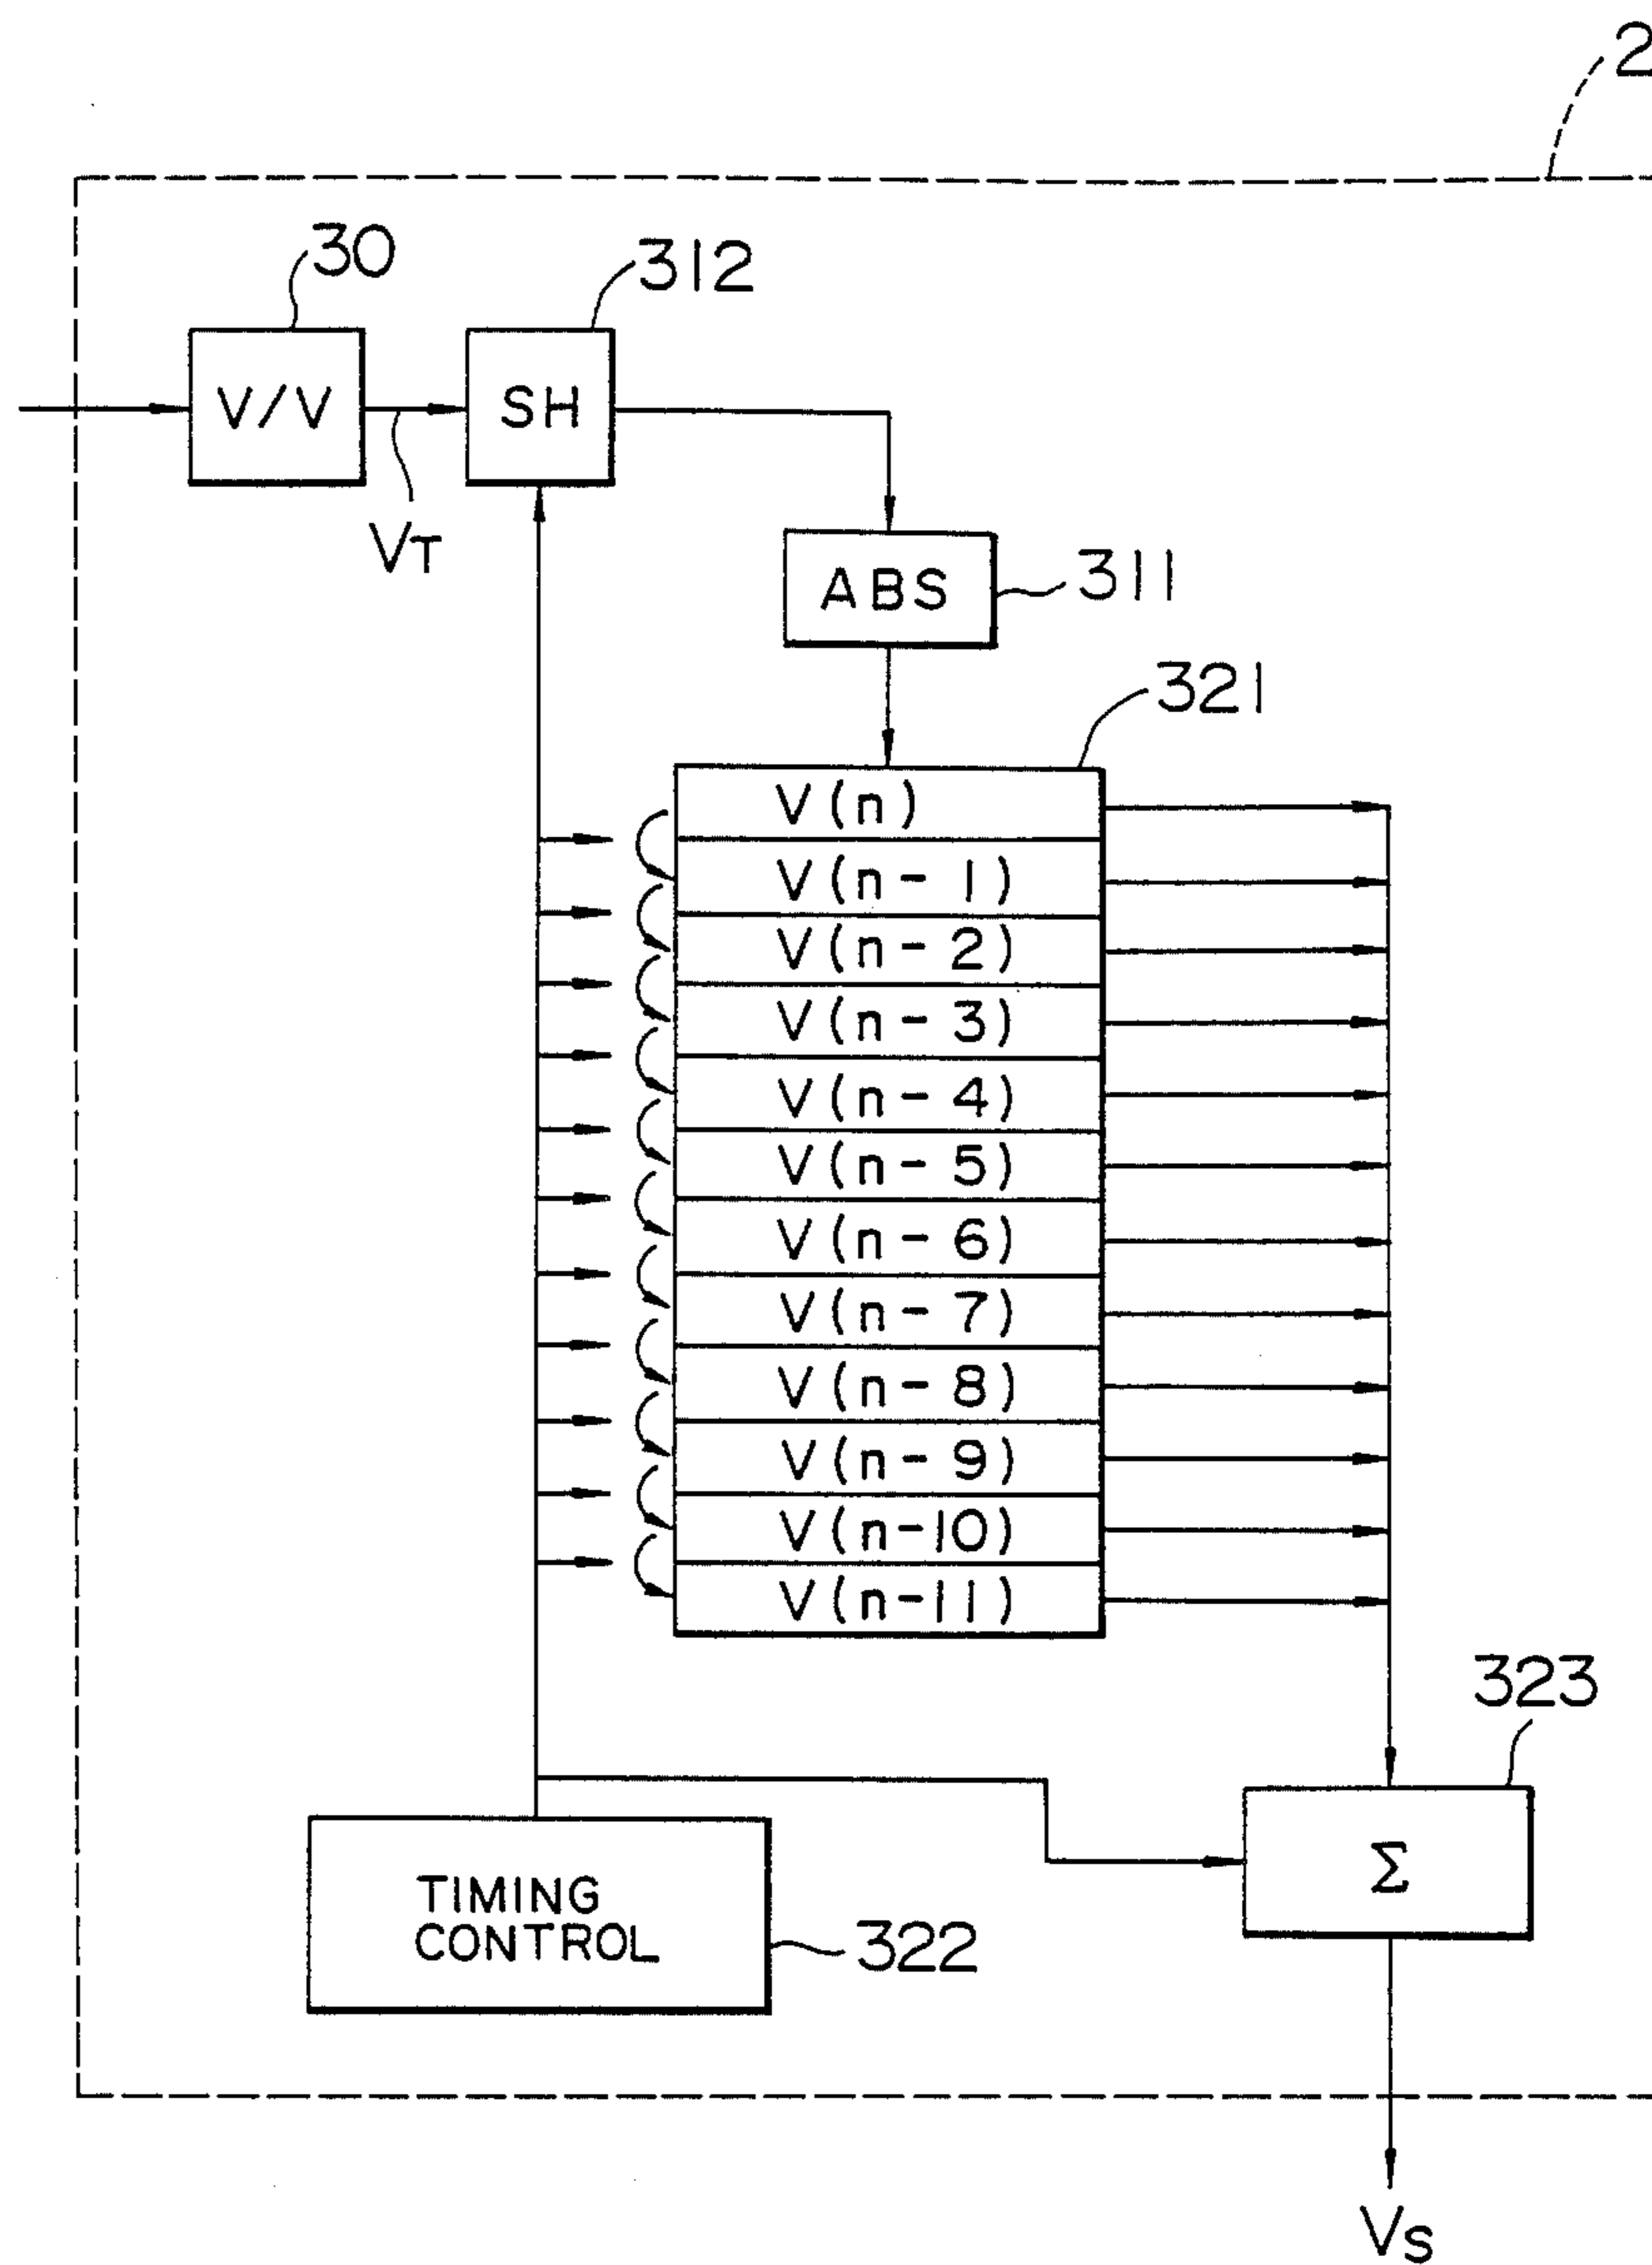 2
30
312
V/V
SH
VT
ABS
311
321
V(n)
V(n-1)
V(n-2)
V(n-3)
V(n-4)
V(n-5)
V(n-6)
V(n-7)
V(n-8)
V(n-9)
V(n-10)
V(n-11)
323
Σ
TIMING
CONTROL
322
VS